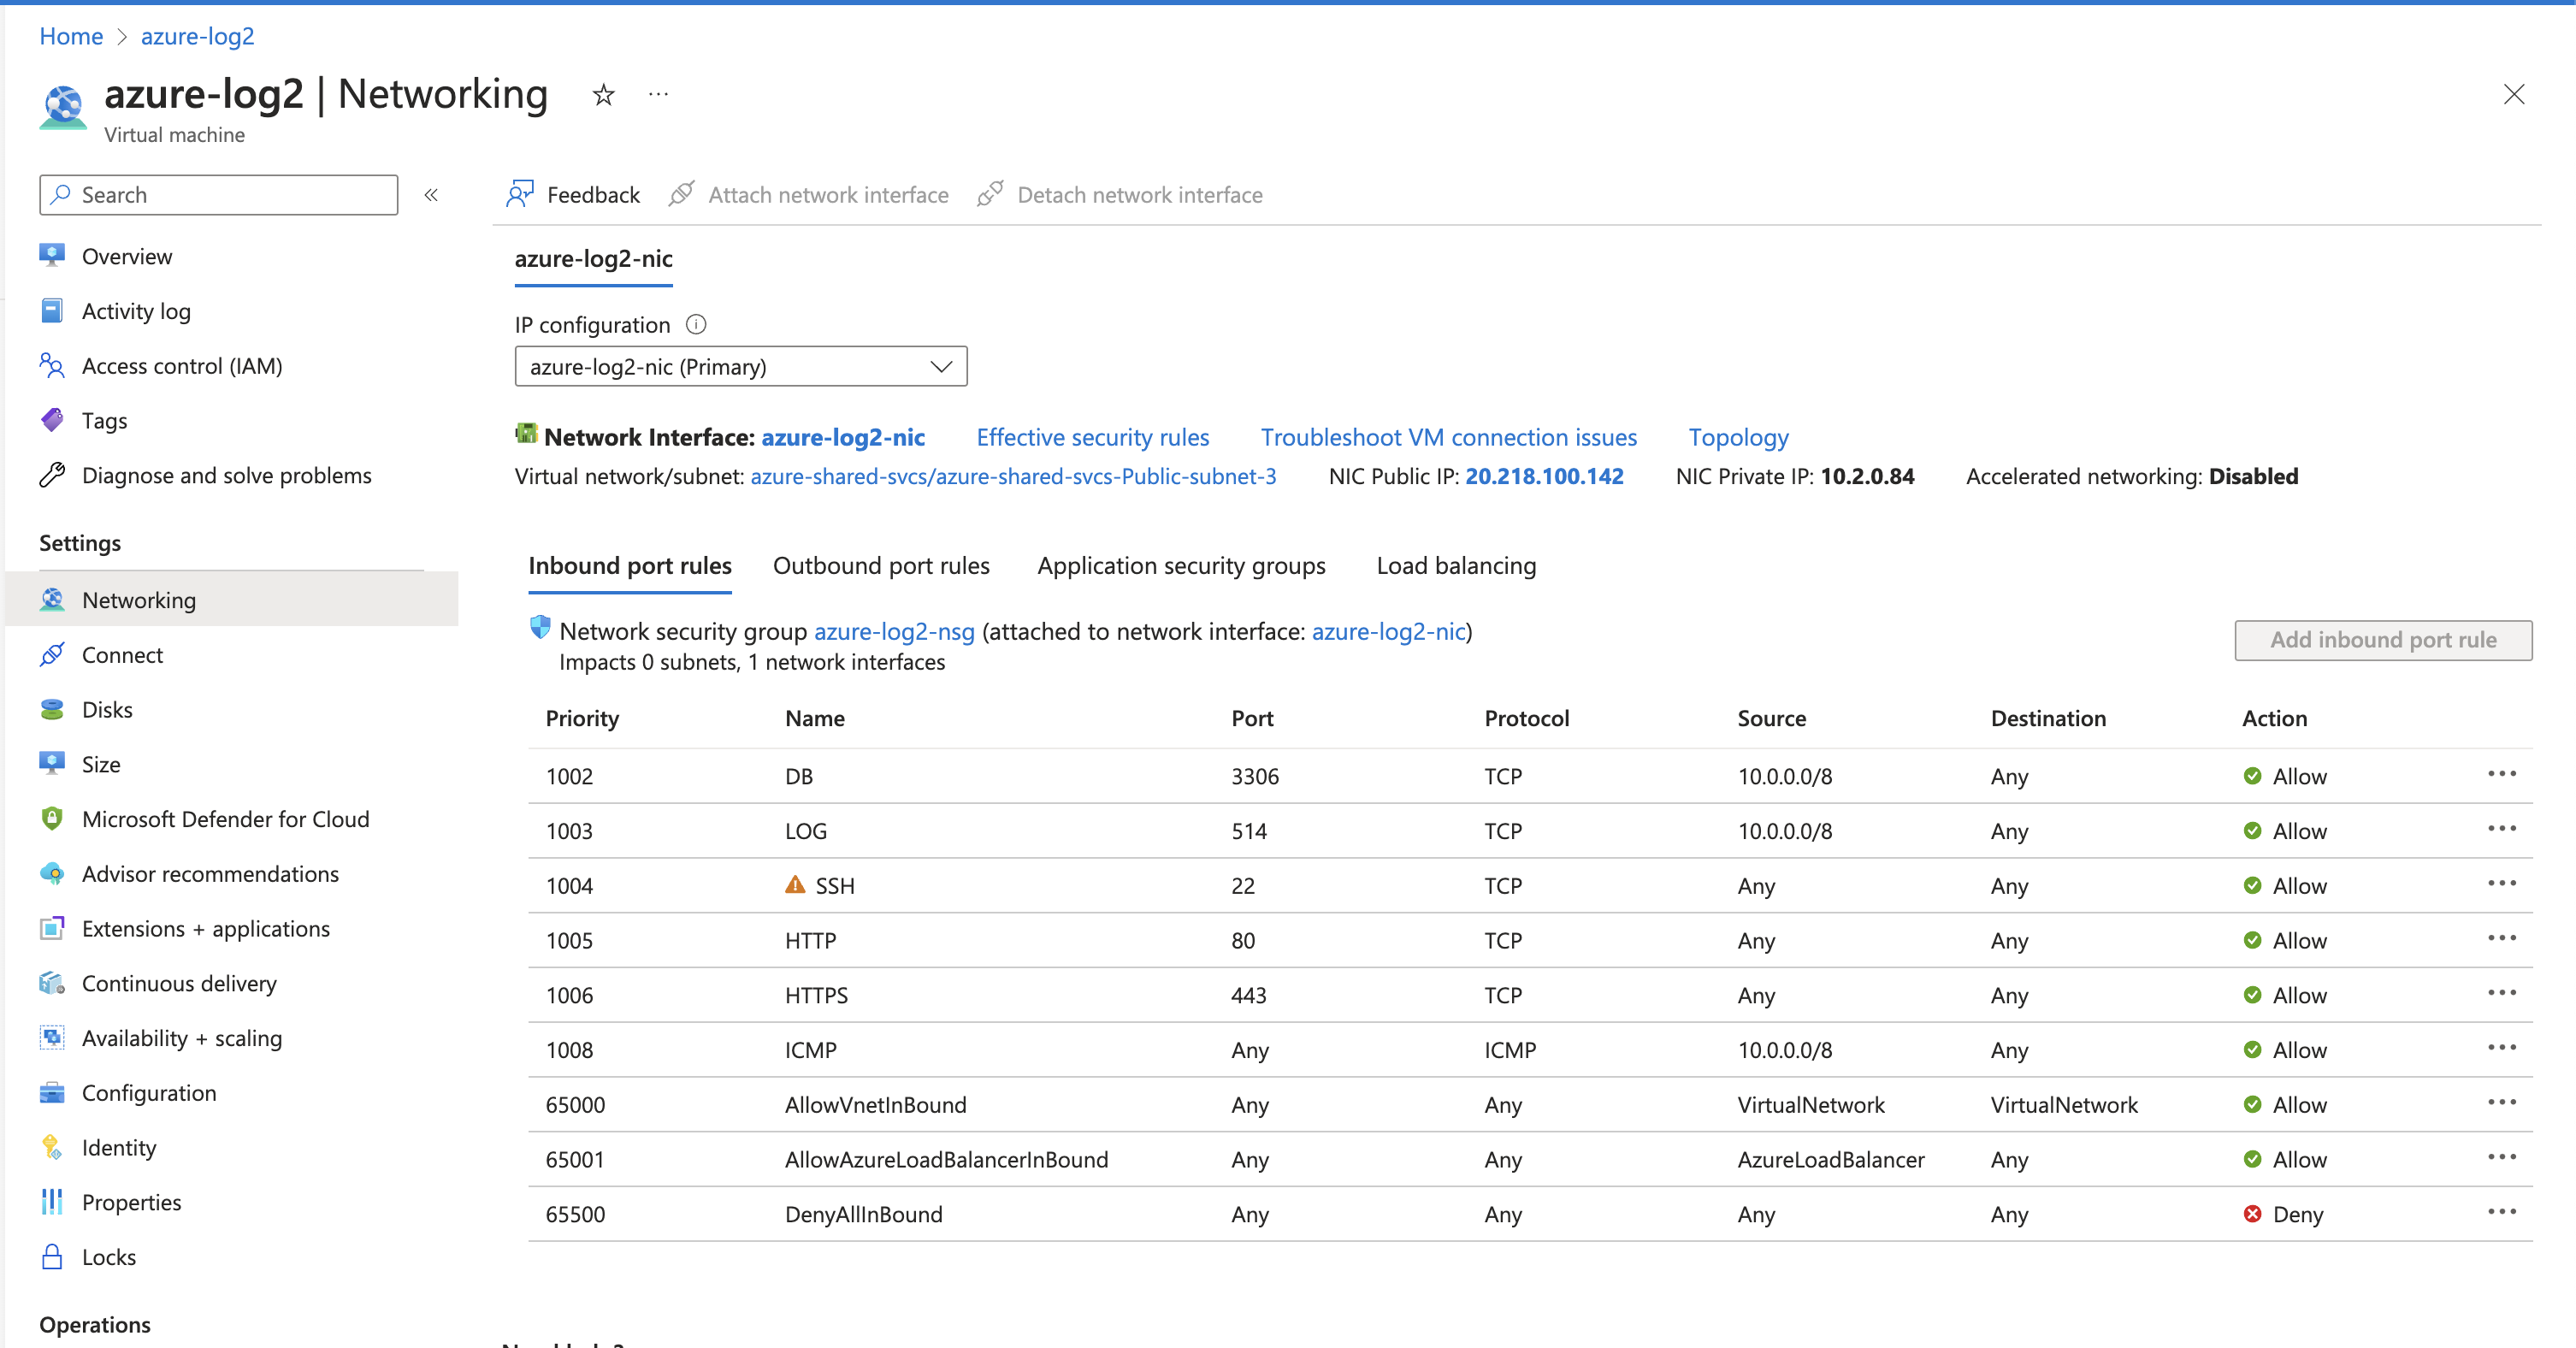 Home > azure-log2
azure-log2 | Networking
Virtual machine
Search
Overview
Activity log
Access control (IAM)
Tags
Diagnose and solve problems
Settings
Networking
Connect
Disks
Size
Microsoft Defender for Cloud
Advisor recommendations
Extensions + applications
Continuous delivery
Availability + scaling
Configuration
Identity
Properties
Locks
Operations
Feedback Attach network interface Detach network interface
azure-log2-nic
IP configuration
azure-log2-nic (Primary)
Network Interface: azure-log2-nic Effective security rules Troubleshoot VM connection issues Topology
Virtual network/subnet: azure-shared-svcs/azure-shared-svcs-Public-subnet-3 NIC Public IP: 20.218.100.142 NIC Private IP: 10.2.0.84 Accelerated networking: Disabled
Inbound port rules Outbound port rules Application security groups Load balancing
Network security group azure-log2-nsg (attached to network interface: azure-log2-nic)
Impacts 0 subnets, 1 network interfaces
Add inbound port rule
Priority Name Port Protocol Source Destination Action
1002 DB 3306 TCP 10.0.0.0/8 Any Allow
1003 LOG 514 TCP 10.0.0.0/8 Any Allow
1004 SSH 22 TCP Any Any Allow
1005 HTTP 80 TCP Any Any Allow
1006 HTTPS 443 TCP Any Any Allow
1008 ICMP Any ICMP 10.0.0.0/8 Any Allow
65000 AllowVnetInBound Any Any VirtualNetwork VirtualNetwork Allow
65001 AllowAzureLoadBalancerInBound Any Any AzureLoadBalancer Any Allow
65500 DenyAllInBound Any Any Any Any Deny